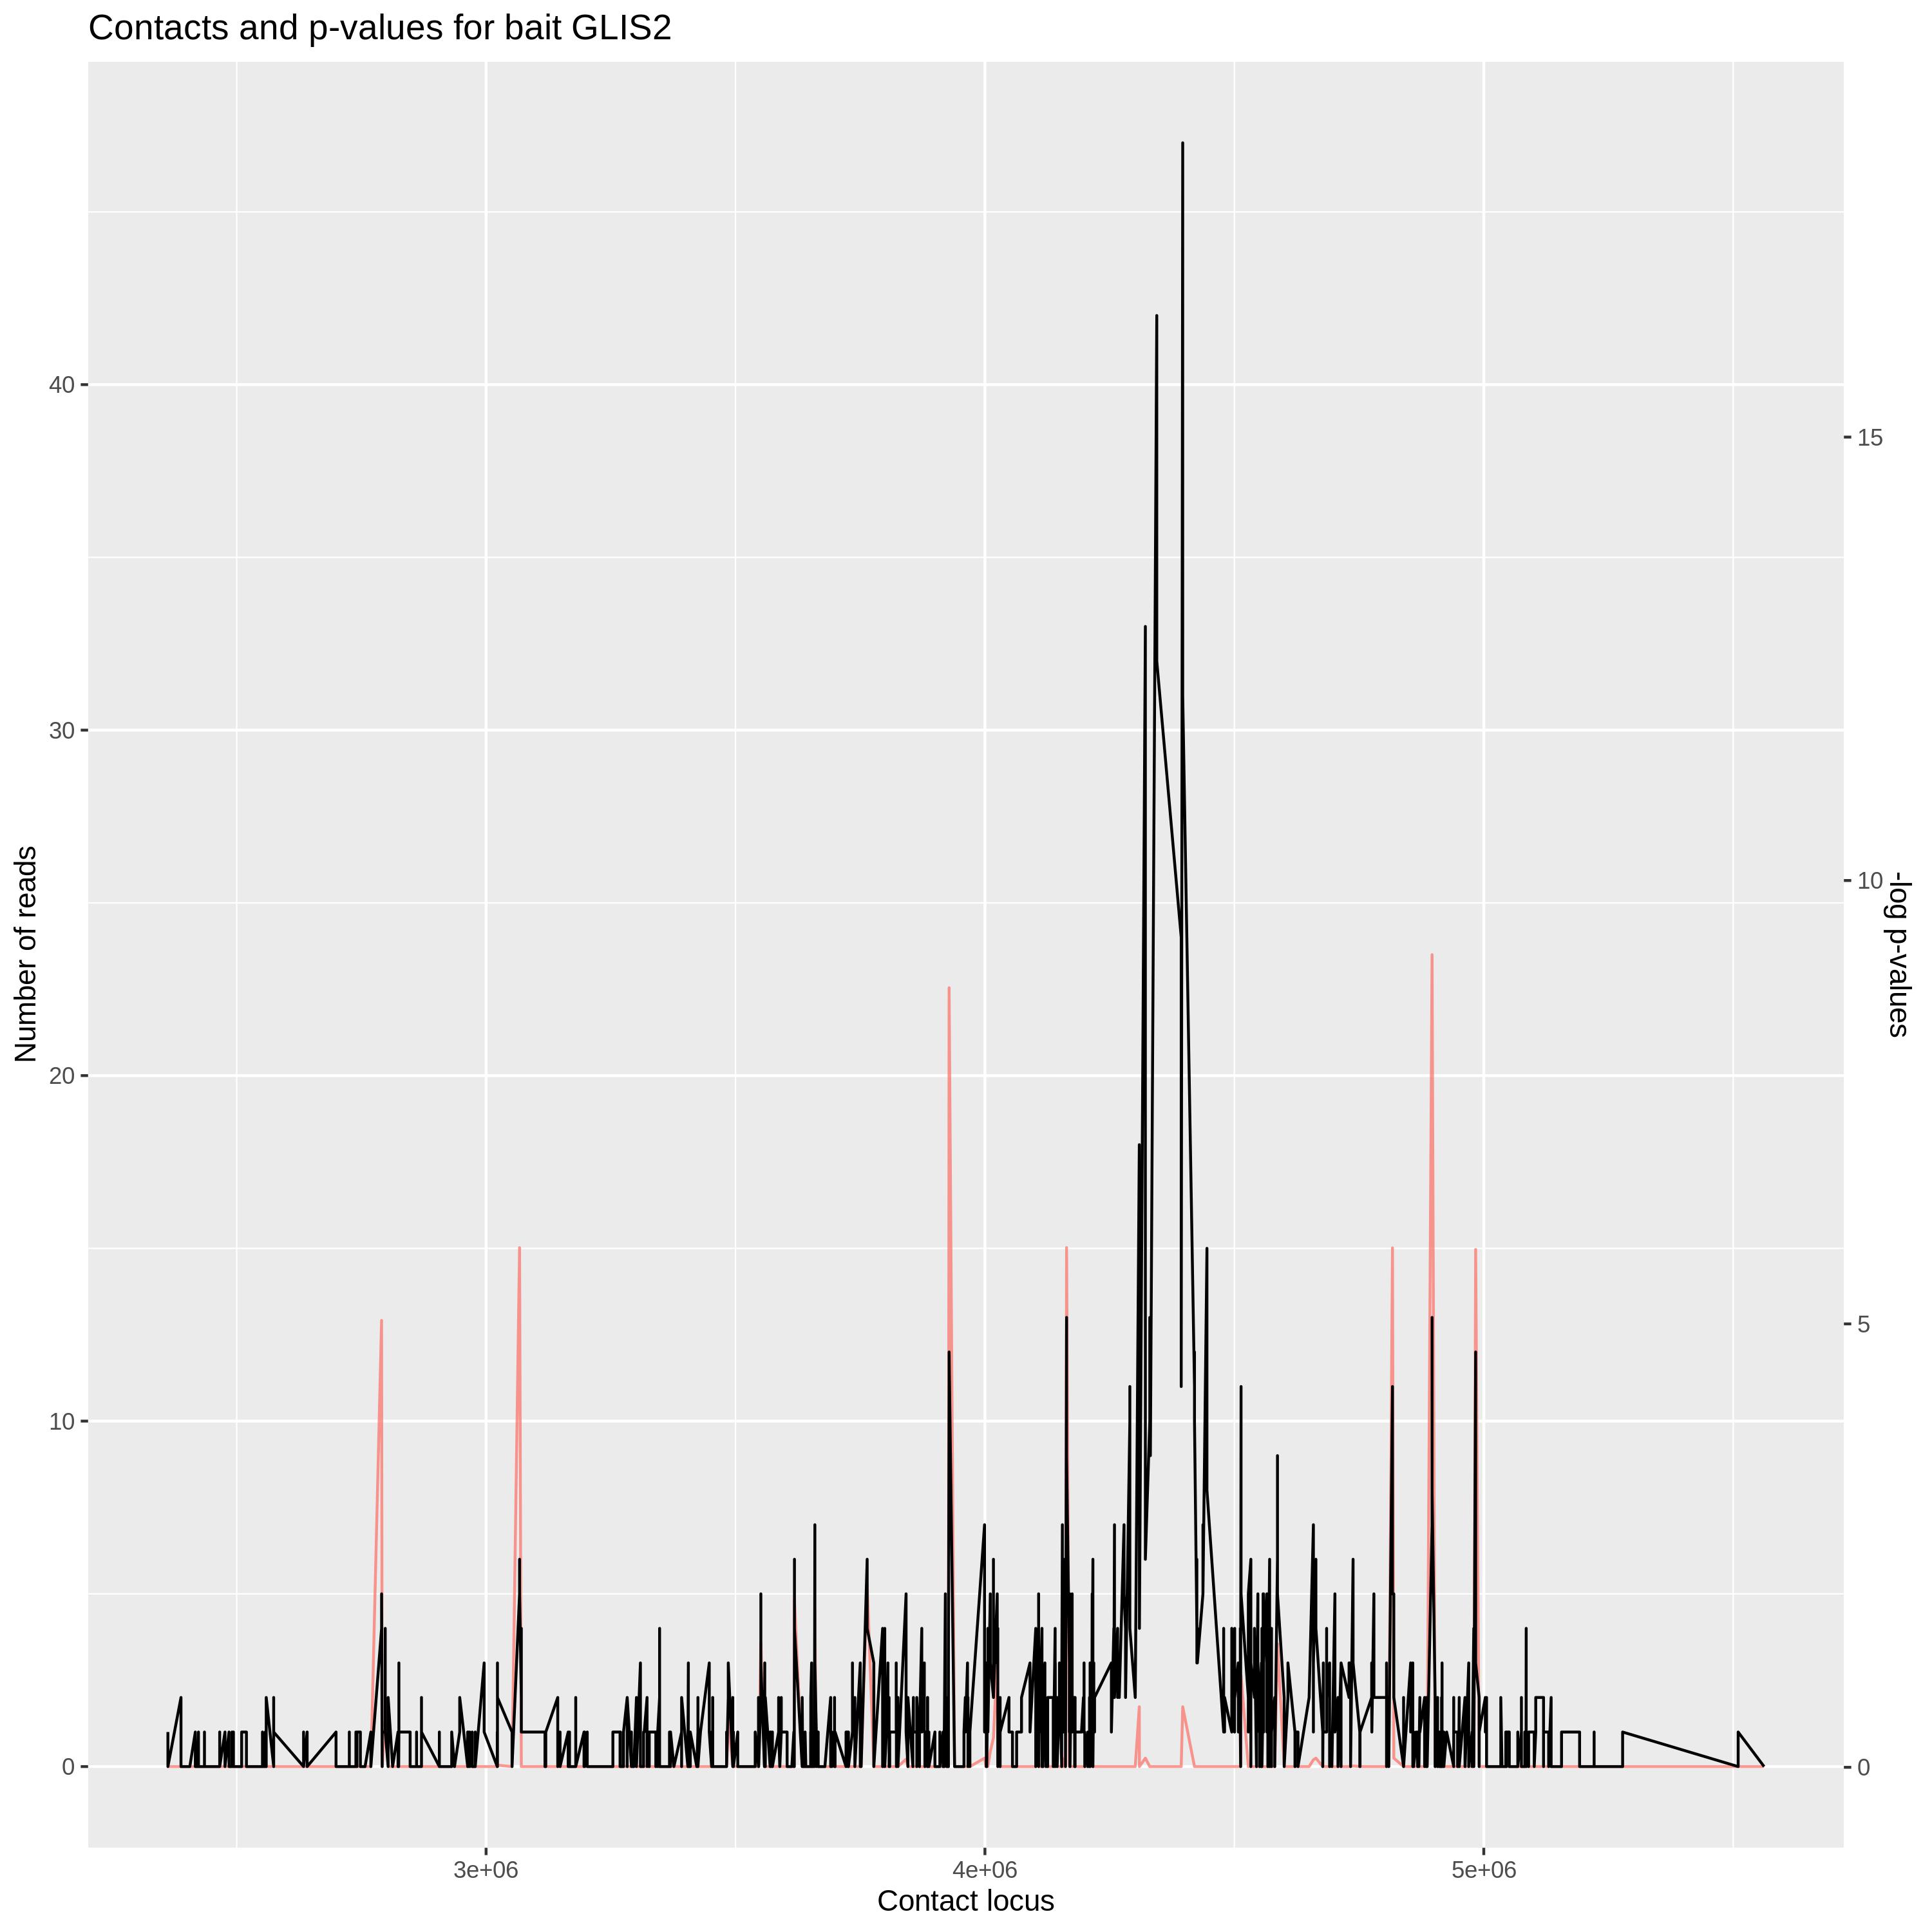 Contacts and p-values for bait GLIS2
Number of reads
40
30
20
10
0
15
10
5
0
-log p-values
3e+06
4e+06
5e+06
Contact locus